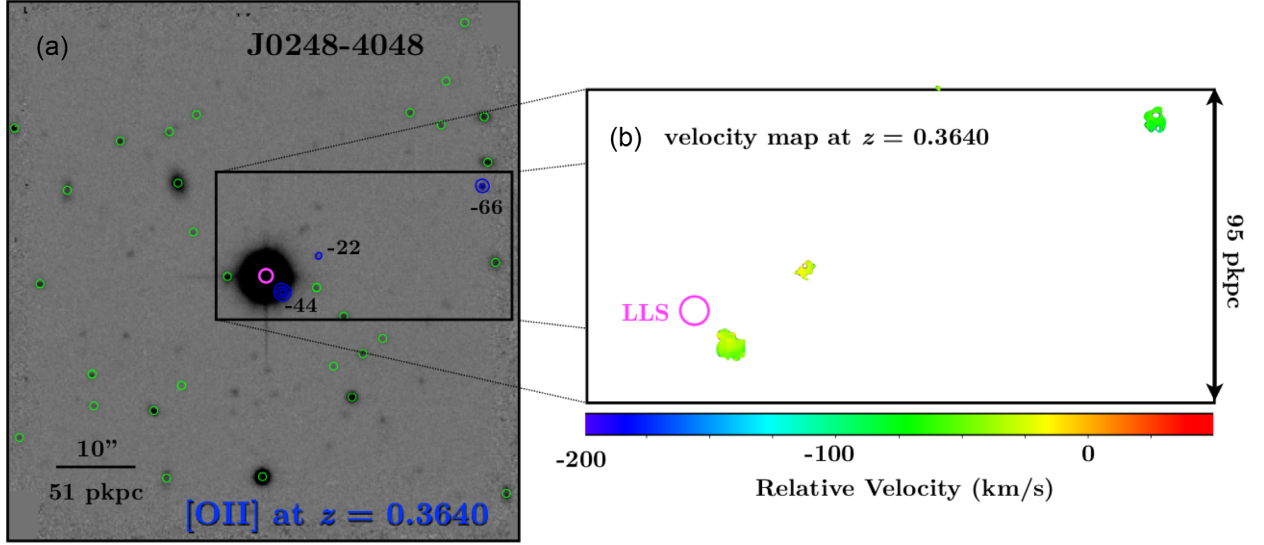 (a)
J0248-4048
-66
-22
-44
10”
51 pkpc
[OII] at z = 0.3640
(b) velocity map at z = 0.3640
LLS
95 pkpc
-200
-100
0
Relative Velocity (km/s)